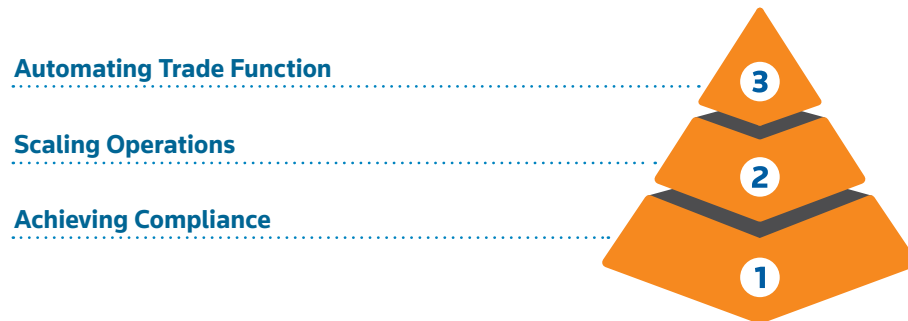 Automating Trade Function
3
Scaling Operations
2
Achieving Compliance
1